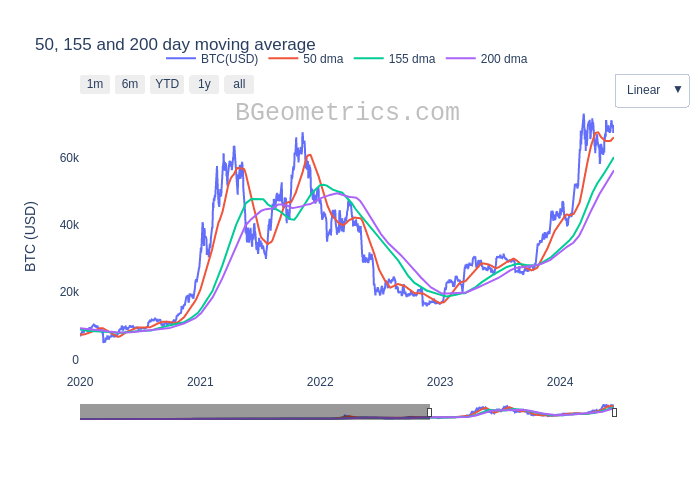 50, 155 and 200 day moving average
BTC(USD) 50 dma 155 dma 200 dma
1m 6m YTD 1y all
Linear ▼
BGeometrics.com
60k
40k
20k
0
BTC (USD)
2020 2021 2022 2023 2024